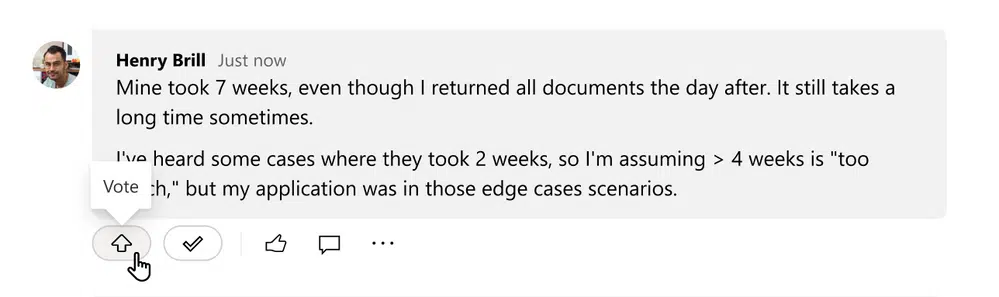 Henry Brill Just now
Mine took 7 weeks, even though I returned all documents the day after. It still takes a
long time sometimes.
I've heard some cases where they took 2 weeks, so I'm assuming > 4 weeks is "too
ch," but my application was in those edge cases scenarios.
Vote